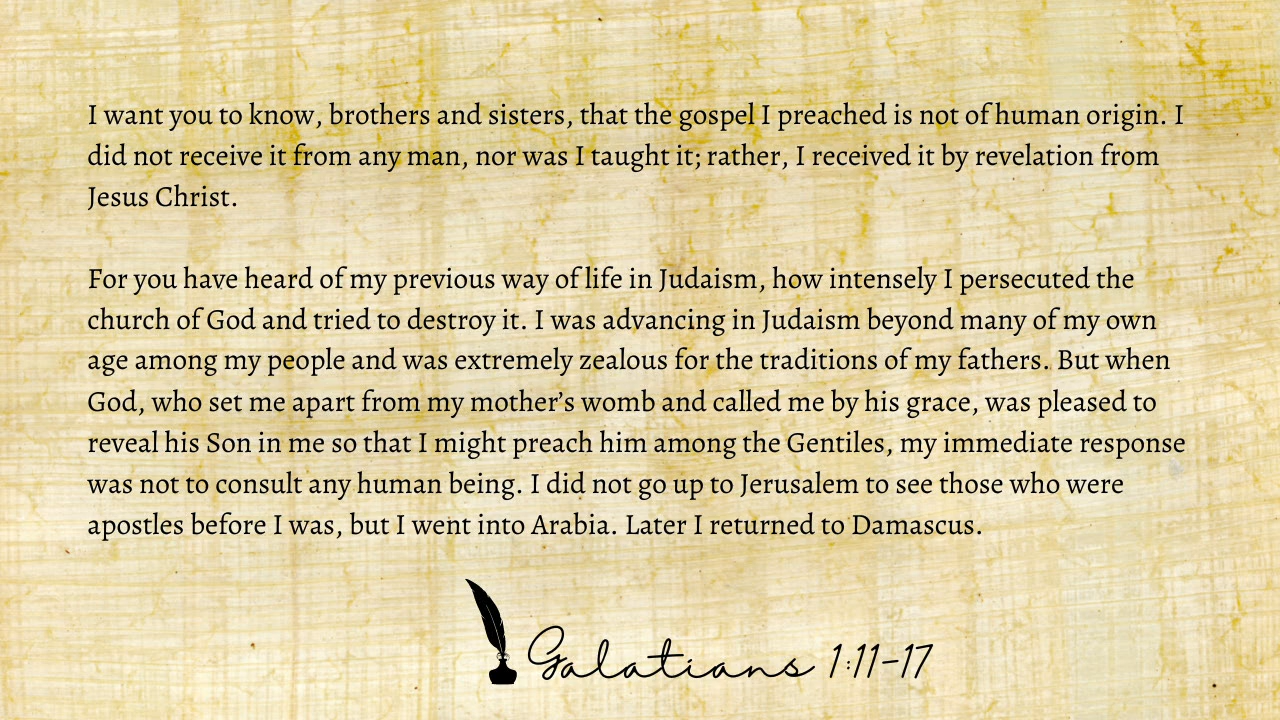 I want you to know, brothers and sisters, that the gospel I preached is not of human origin. I
did not receive it from any man, nor was I taught it; rather, I received it by revelation from
Jesus Christ.
For you have heard of my previous way of life in Judaism, how intensely I persecuted the
church of God and tried to destroy it. I was advancing in Judaism beyond many of my own
age among my people and was extremely zealous for the traditions of my fathers. But when
God, who set me apart from my mother’s womb and called me by his grace, was pleased to
reveal his Son in me so that I might preach him among the Gentiles, my immediate response
was not to consult any human being. I did not go up to Jerusalem to see those who were
apostles before I was, but I went into Arabia. Later I returned to Damascus.
Galatians 1:11-17